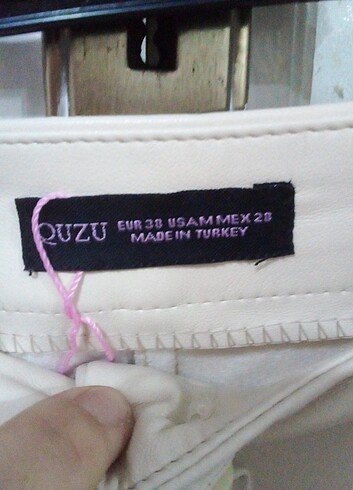 QUZU
EUR 38 USA M MEX 28
MADE IN TURKEY